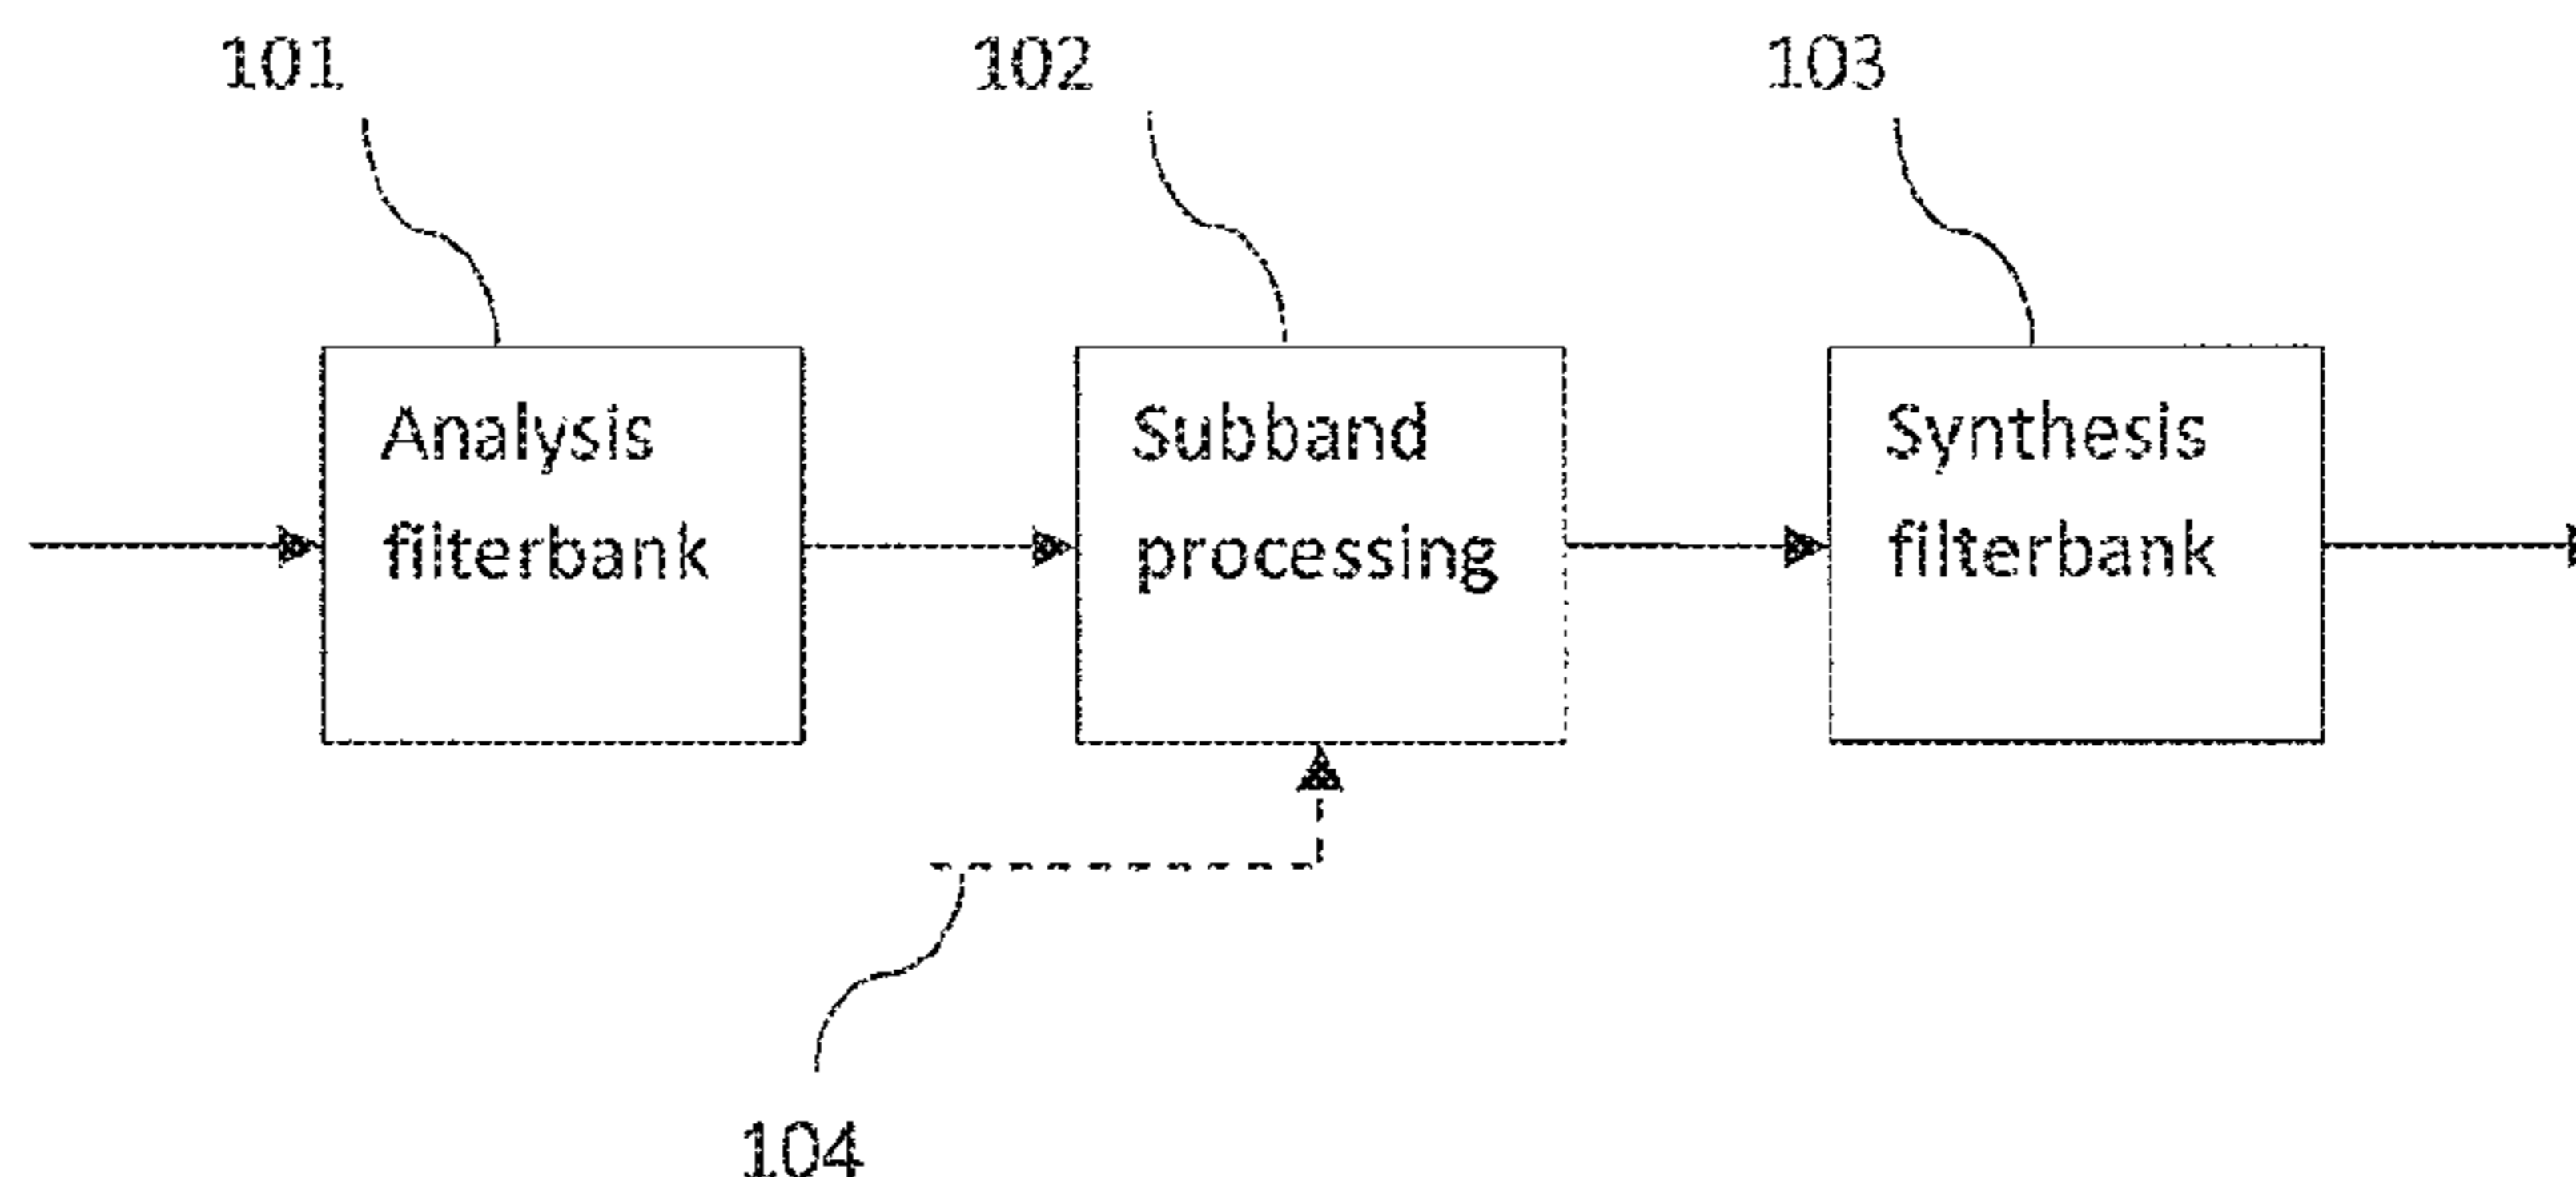 101
102
103
Analysis
filterbank
Subband
processing
Synthesis
filterbank
104